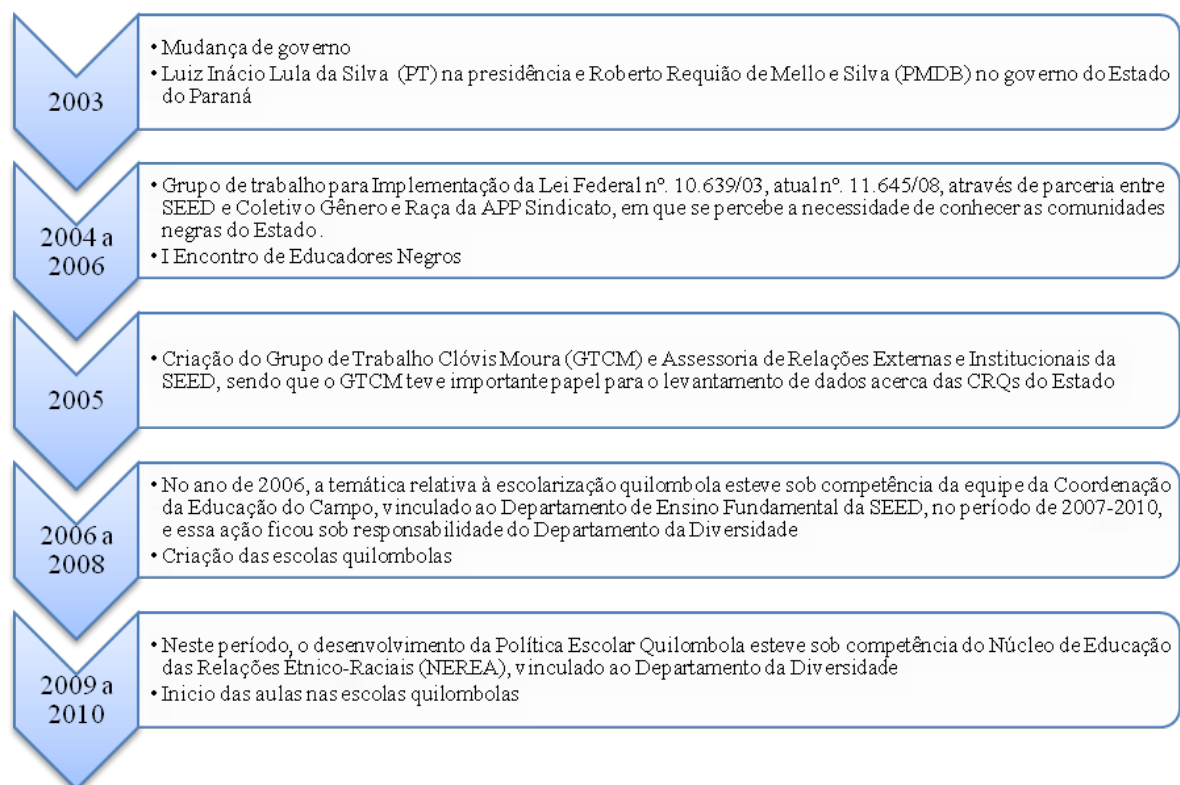 2003
• Mudança de governo
• Luiz Inácio Lula da Silva (PT) na presidência e Roberto Requião de Mello e Silva (PMDB) no governo do Estado
do Paraná
2004 a
2006
• Grupo de trabalho para Implementação da Lei Federal nº. 10.639/03, atual nº. 11.645/08, através de parceria entre
SEED e Coletivo Gênero e Raça da APP Sindicato, em que se percebe a necessidade de conhecer as comunidades
negras do Estado .
• I Encontro de Educadores Negros
2005
• Criação do Grupo de Trabalho Clóvis Moura (GTCM) e Assessoria de Relações Externas e Institucionais da
SEED, sendo que o GTCM teve importante papel para o levantamento de dados acerca das CRQs do Estado
2006 a
2008
• No ano de 2006, a temática relativa à escolarização quilombola esteve sob competência da equipe da Coordenação
da Educação do Campo, vinculado ao Departamento de Ensino Fundamental da SEED, no período de 2007-2010,
e essa ação ficou sob responsabilidade do Departamento da Diversidade
• Criação das escolas quilombolas
2009 a
2010
• Neste período, o desenvolvimento da Política Escolar Quilombola esteve sob competência do Núcleo de Educação
das Relações Étnico-Raciais (NEREA), vinculado ao Departamento da Diversidade
• Inicio das aulas nas escolas quilombolas